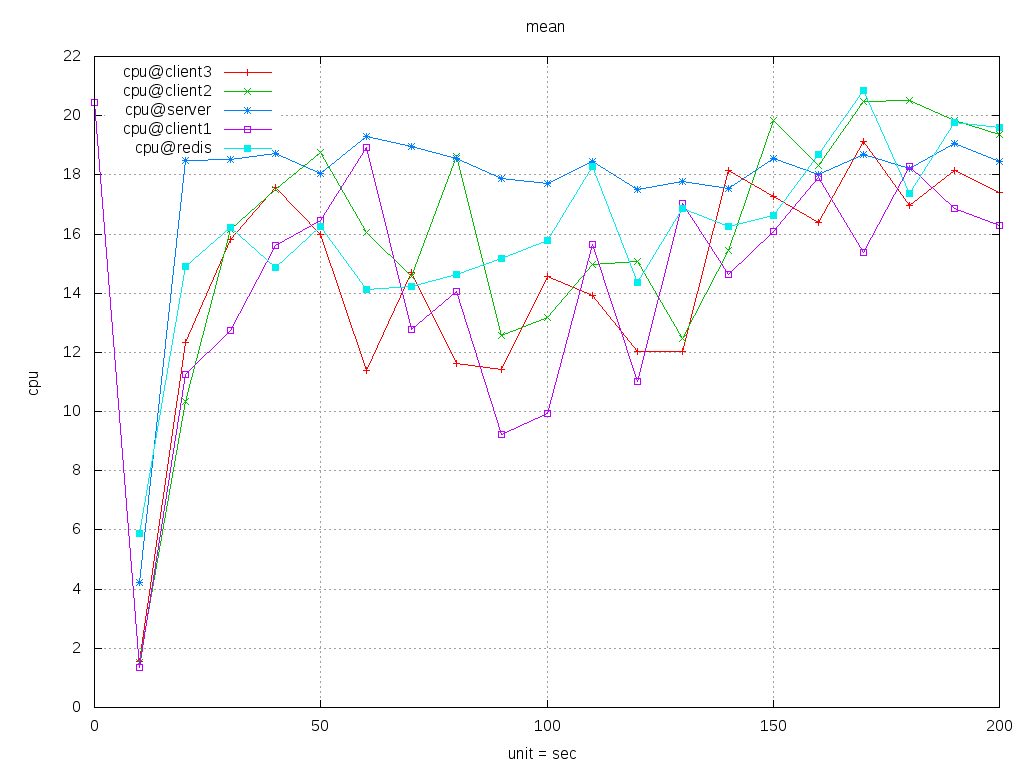 mean
22
20
18
16
14
12
10
8
6
4
2
0
cpu
cpu@client3
cpu@client2
cpu@server
cpu@client1
cpu@redis
0 50 100 150 200
unit = sec